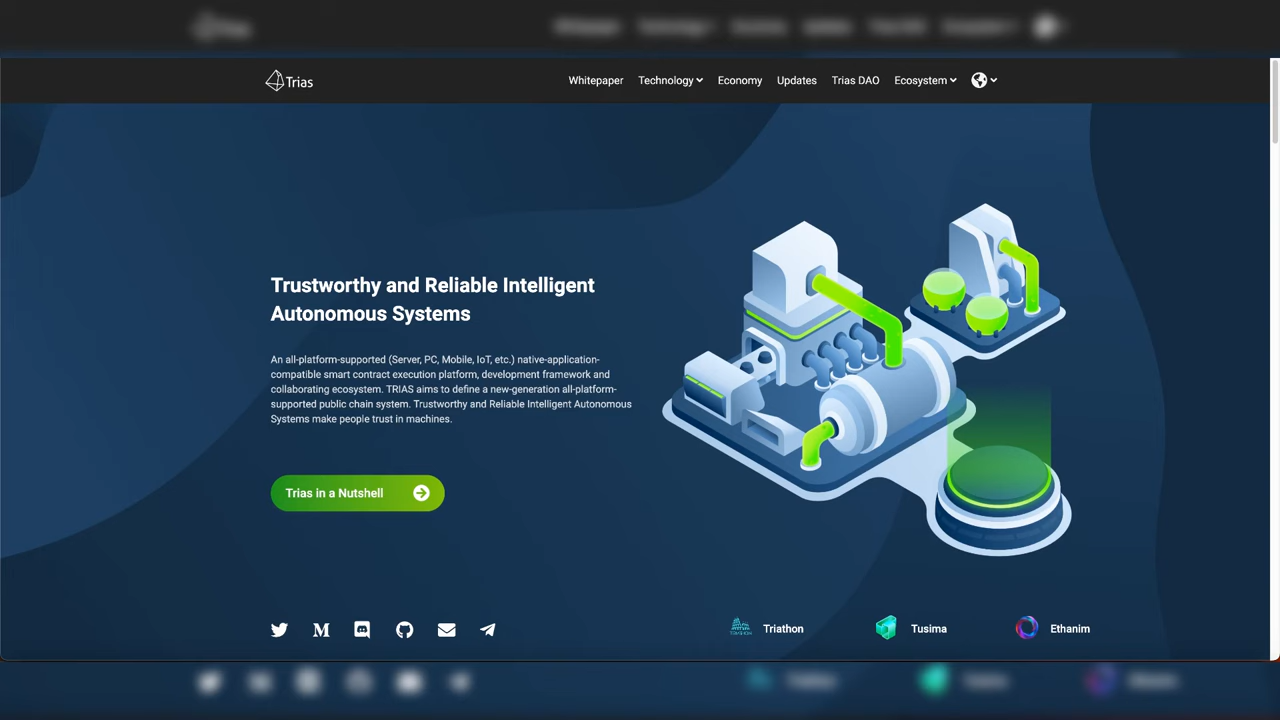 Trias
Whitepaper Technology Economy Updates Trias DAO Ecosystem
Trustworthy and Reliable Intelligent
Autonomous Systems
An all-platform-supported (Server, PC, Mobile, IoT, etc.) native-application-
compatible smart contract execution platform, development framework and
collaborating ecosystem. TRIAS aims to define a new-generation all-platform-
supported public chain system. Trustworthy and Reliable Intelligent Autonomous
Systems make people trust in machines.
Trias in a Nutshell
TRIATHON Triathon Tusima Ethanim